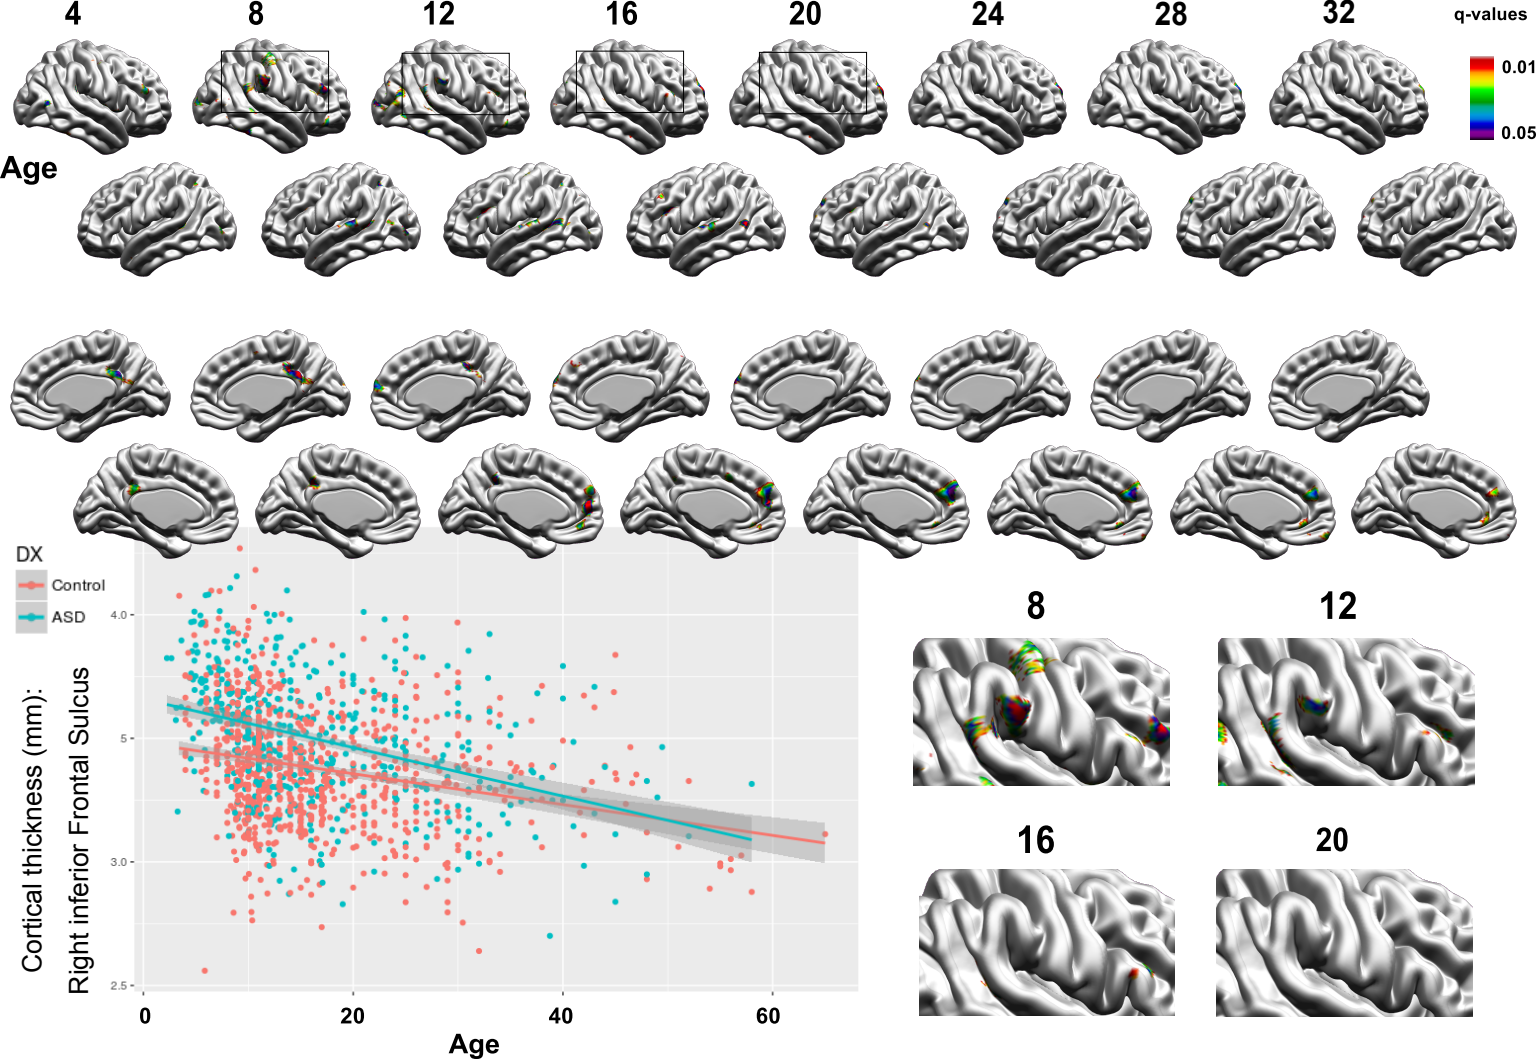 4 8 12 16 20 24 28 32 q-values
0.01
0.05
Age
DX
Control
ASD
Cortical thickness (mm):
Right inferior Frontal Sulcus
4.0
5
3.0
2.5
0 20 40 60
Age
8 12
16 20